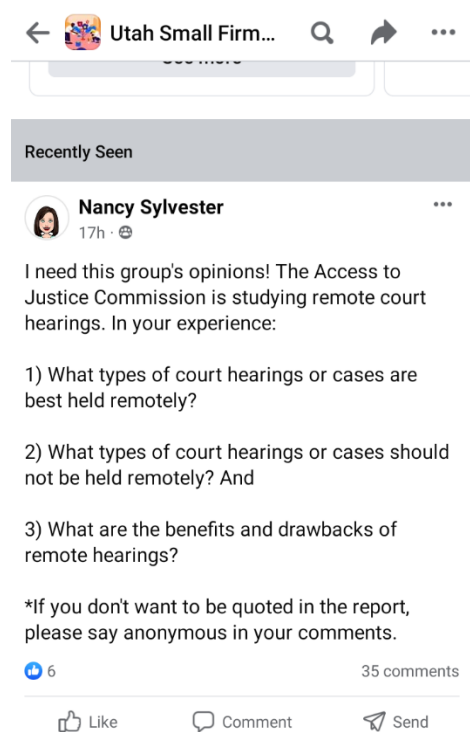 Utah Small Firm...
Recently Seen
Nancy Sylvester
17h ·
I need this group's opinions! The Access to
Justice Commission is studying remote court
hearings. In your experience:
1) What types of court hearings or cases are
best held remotely?
2) What types of court hearings or cases should
not be held remotely? And
3) What are the benefits and drawbacks of
remote hearings?
*If you don't want to be quoted in the report,
please say anonymous in your comments.
6
35 comments
Like
Comment
Send